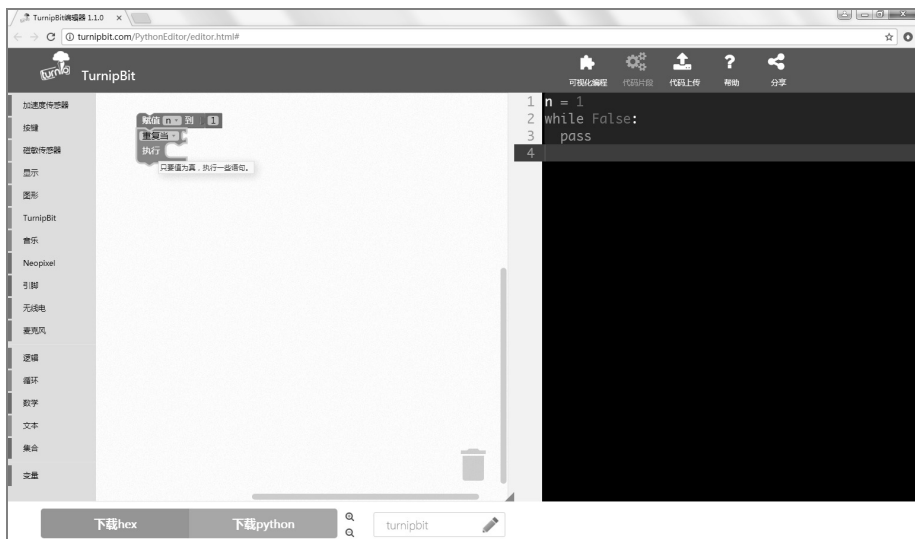 TurnipBit编辑器 1.1.0
turnipbit.com/PythonEditor/editor.html#
turnip
TurnipBit
可视化编程
代码片段
代码上传
帮助
分享
加速度传感器
按键
磁敏传感器
显示
图形
TurnipBit
音乐
Neopixel
引脚
无线电
麦克风
逻辑
循环
数学
文本
集合
变量
赋值 n 到 1
重复当
执行
只要值为真，执行一些语句。
1 n = 1
2 while False:
3 pass
4
下载hex
下载python
turnipbit